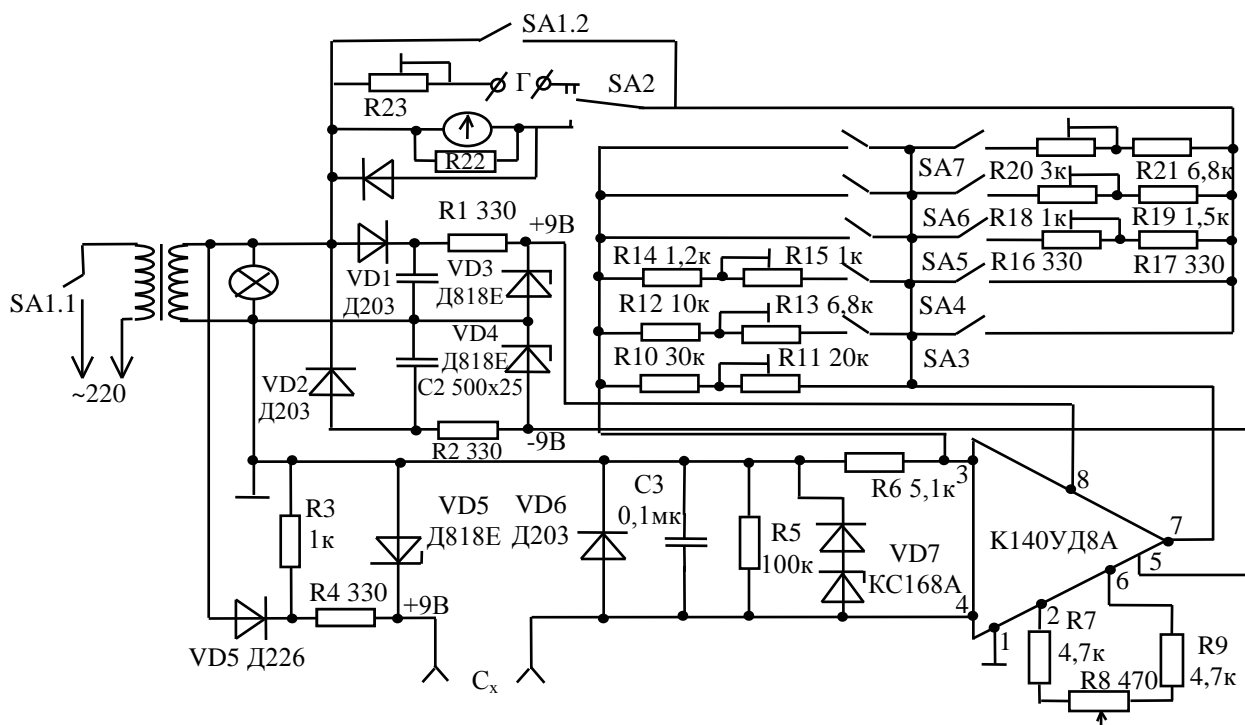 SA1.2
Г
SA2
R23
R22
SA7
R20 3к
R21 6,8к
R1 330
+9В
SA6
R18 1к
R19 1,5к
R14 1,2к
R15 1к
SA5
R16 330
R17 330
VD1
Д203
VD3
Д818Е
SA1.1
R12 10к
R13 6,8к
SA4
VD4
Д818Е
R10 30к
R11 20к
SA3
VD2
Д203
С2 500х25
~220
R2 330
-9В
R3
1к
VD5
Д818Е
VD6
Д203
С3
0,1мк
R5
100к
VD7
КС168А
R6 5,1к
3
8
К140УД8А
7
5
6
4
2
1
R4 330
+9В
VD5 Д226
Сх
R7
4,7к
R8 470
R9
4,7к